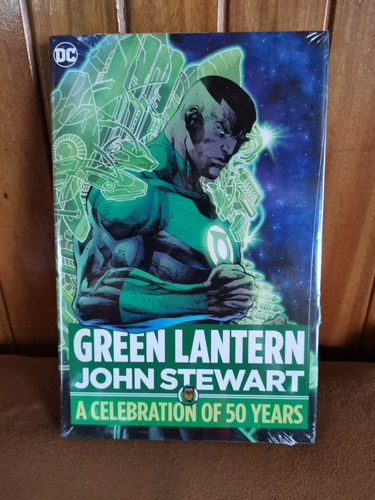 DC
GREEN LANTERN
JOHN STEWART
A CELEBRATION OF 50 YEARS